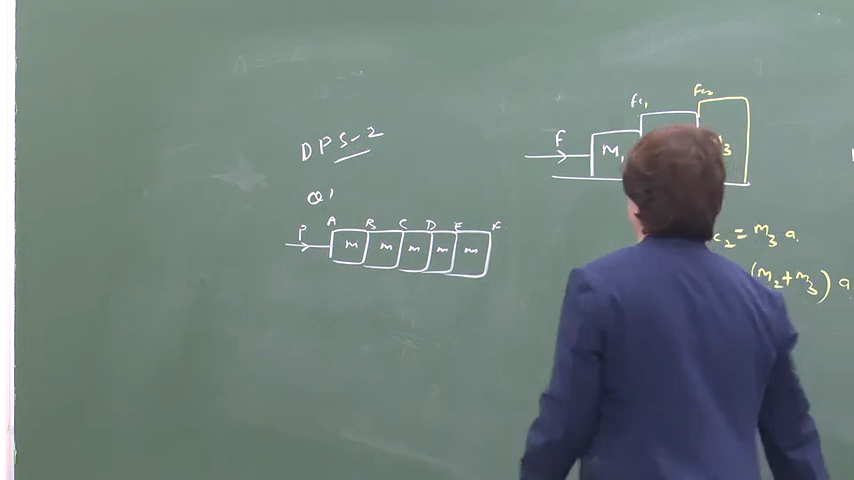 DPS-2
Q1
P A B C D E F
m m m m m
Fc₁ Fc₂
F
M₁
3
c₂ = m₃ a
(m₂+m₃) a